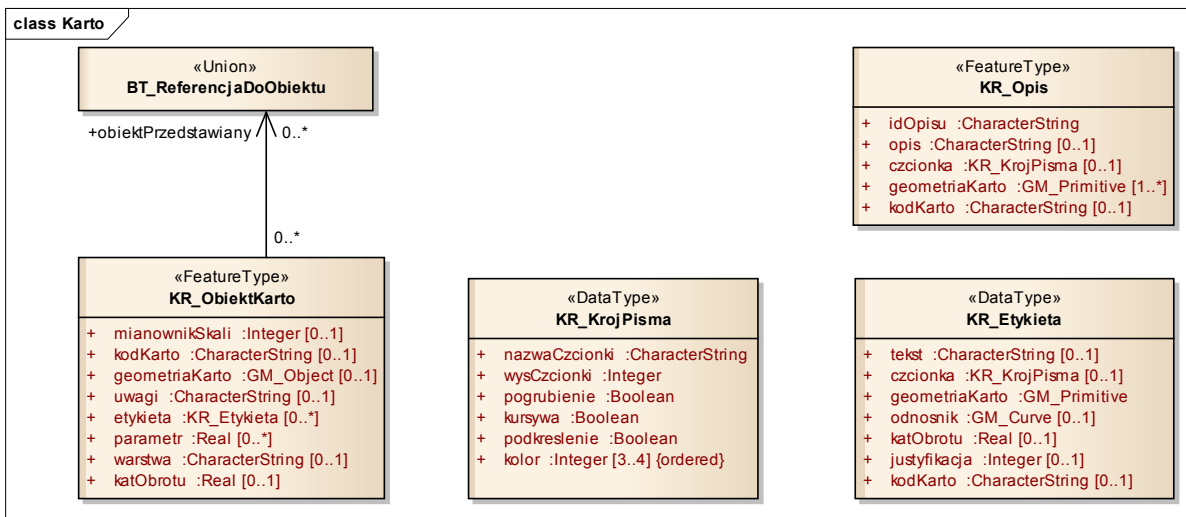 class Karto
«Union»
BT_ReferencjaDoObiektu
+obiektPrzedstawiany 0..*
0..*
«FeatureType»
KR_ObiektKarto
+ mianownikSkali :Integer [0..1]
+ kodKarto :CharacterString [0..1]
+ geometriaKarto :GM_Object [0..1]
+ uwagi :CharacterString [0..1]
+ etykieta :KR_Etykieta [0..*]
+ parametr :Real [0..*]
+ warstwa :CharacterString [0..1]
+ katObrotu :Real [0..1]
«DataType»
KR_KrojPisma
+ nazwaCzcionki :CharacterString
+ wysCzcionki :Integer
+ pogrubienie :Boolean
+ kursywa :Boolean
+ podkreslenie :Boolean
+ kolor :Integer [3..4] {ordered}
«FeatureType»
KR_Opis
+ idOpisu :CharacterString
+ opis :CharacterString [0..1]
+ czcionka :KR_KrojPisma [0..1]
+ geometriaKarto :GM_Primitive [1..*]
+ kodKarto :CharacterString [0..1]
«DataType»
KR_Etykieta
+ tekst :CharacterString [0..1]
+ czcionka :KR_KrojPisma [0..1]
+ geometriaKarto :GM_Primitive
+ odnosnik :GM_Curve [0..1]
+ katObrotu :Real [0..1]
+ justyfikacja :Integer [0..1]
+ kodKarto :CharacterString [0..1]